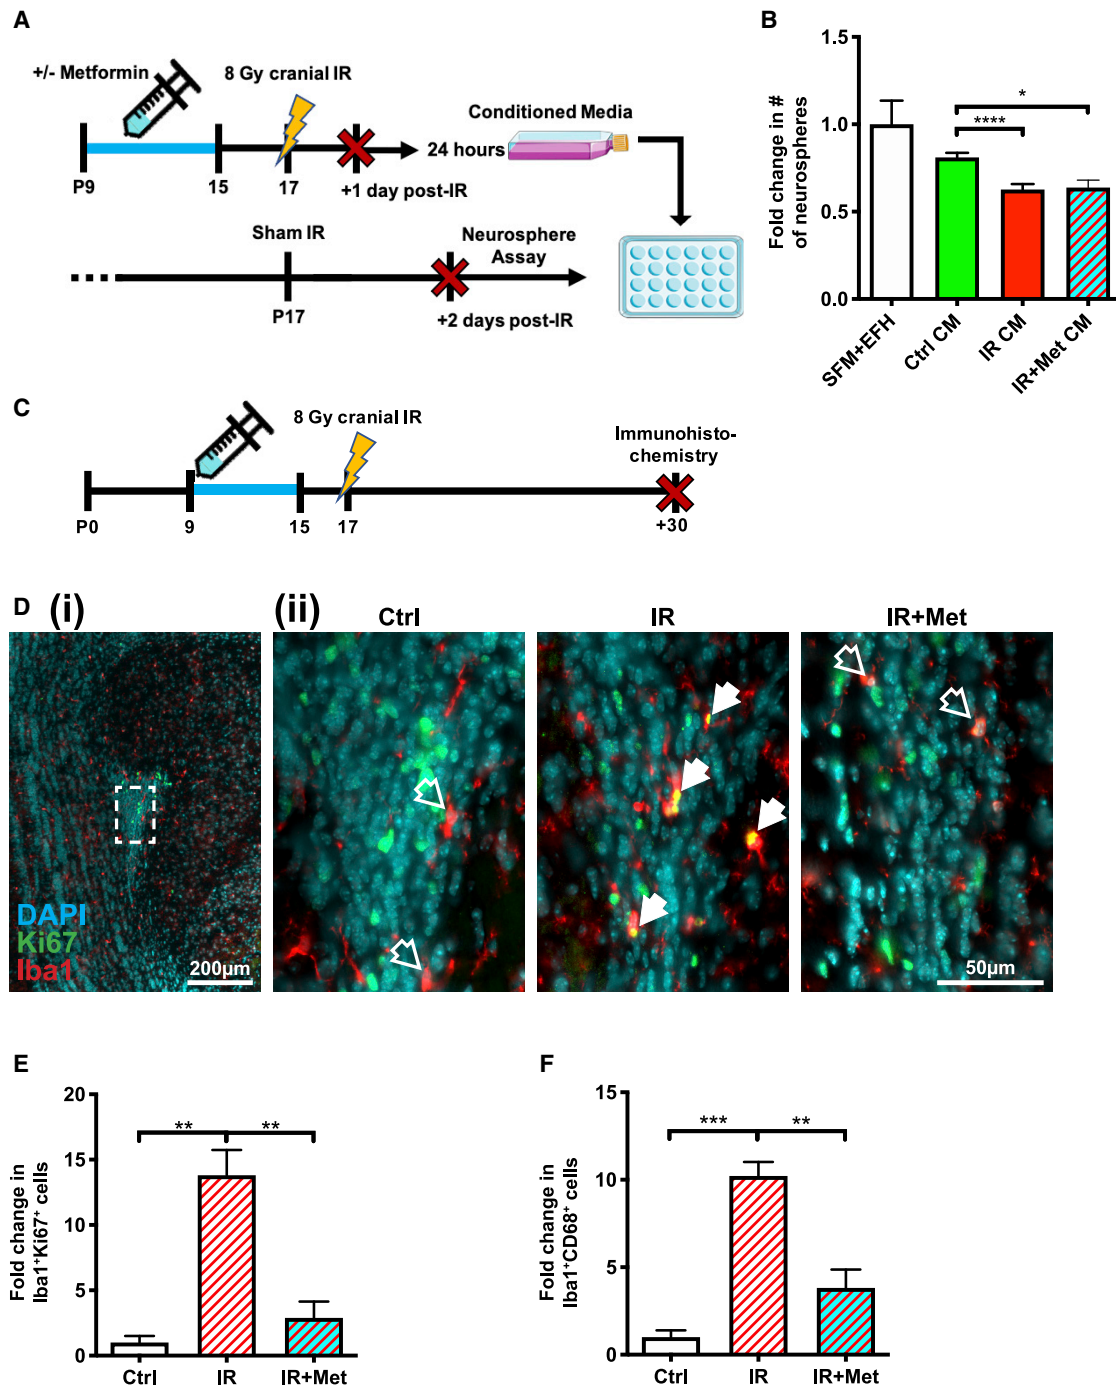 A
+/- Metformin
8 Gy cranial IR
Conditioned Media
24 hours
P9
15
17
+1 day post-IR
Sham IR
Neurosphere
Assay
P17
+2 days post-IR
B
Fold change in #
of neurospheres
1.5
1.0
0.5
0.0
*
****
SFM+EFH
Ctrl CM
IR CM
IR+Met CM
C
8 Gy cranial IR
Immunohisto-
chemistry
P0
9
15
17
+30
D
(i)
(ii)
Ctrl
IR
IR+Met
DAPI
Ki67
Iba1
200µm
50µm
E
Fold change in
Iba1⁺Ki67⁺ cells
20
15
10
5
0
**
**
Ctrl
IR
IR+Met
F
Fold change in
Iba1⁺CD68⁺ cells
15
10
5
0
***
**
Ctrl
IR
IR+Met